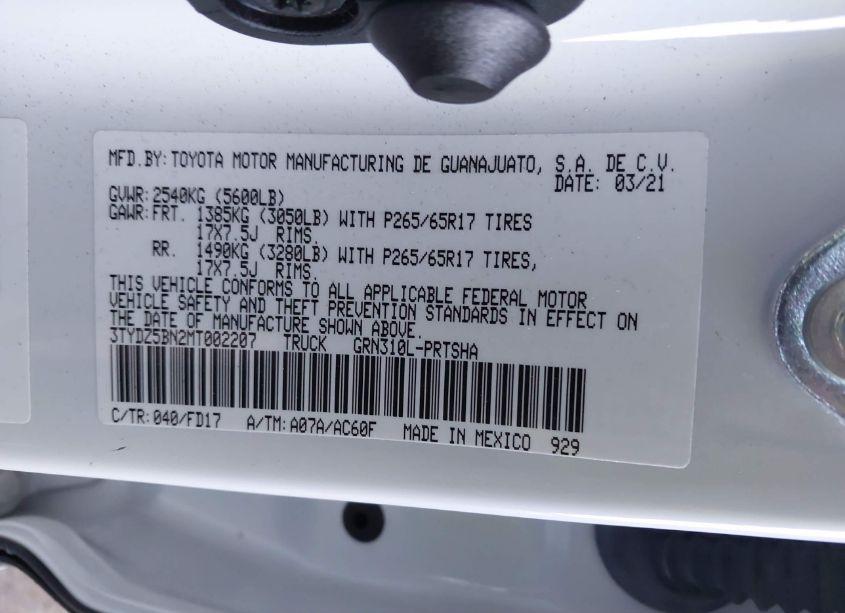 MFD.BY: TOYOTA MOTOR MANUFACTURING DE GUANAJUATO, S.A. DE C.V.
DATE: 03/21
GVWR: 2540KG (5600LB)
GAWR: FRT. 1385KG (3050LB) WITH P265/65R17 TIRES
17X7.5J RIMS.
RR. 1490KG (3280LB) WITH P265/65R17 TIRES,
17X7.5J RIMS.
THIS VEHICLE CONFORMS TO ALL APPLICABLE FEDERAL MOTOR
VEHICLE SAFETY AND THEFT PREVENTION STANDARDS IN EFFECT ON
THE DATE OF MANUFACTURE SHOWN ABOVE.
3TYDZ5BN2MT002207 TRUCK GRN310L-PRTSHA
C/TR: 040/FD17 A/TM: A07A/AC60F MADE IN MEXICO 929